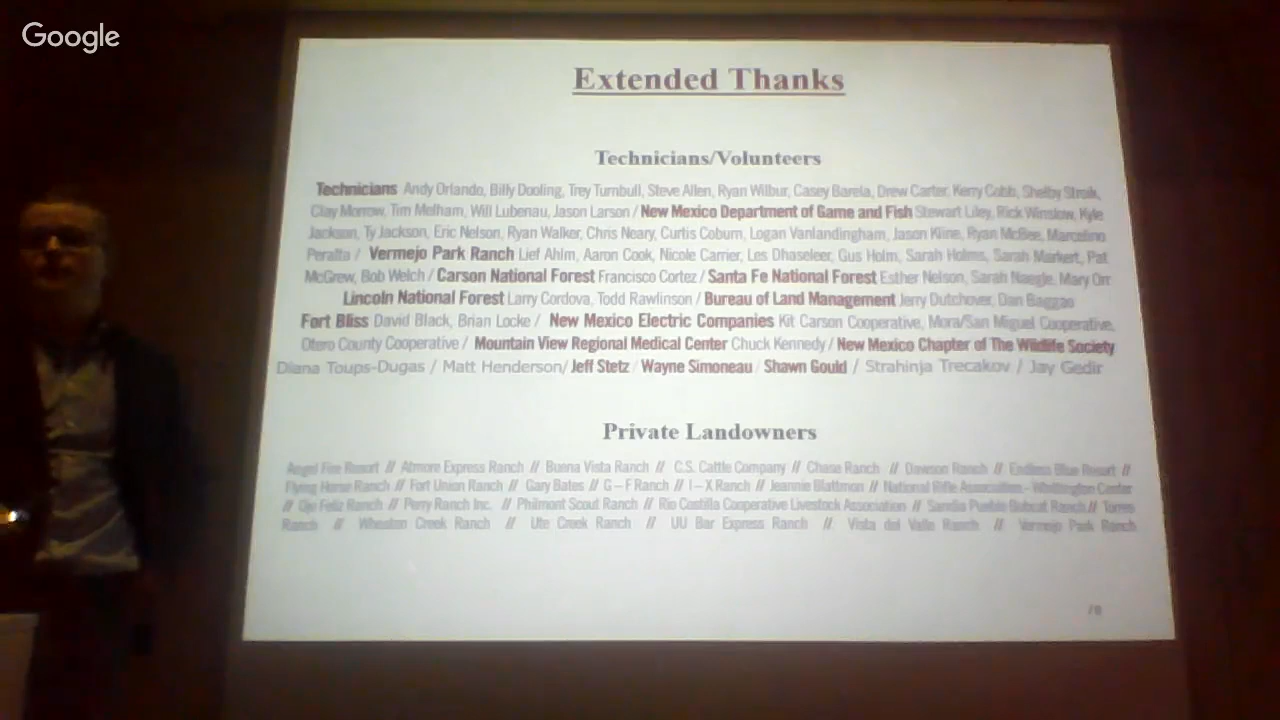 Google
Extended Thanks
Technicians/Volunteers
Technicians Andy Orlando, Billy Dooling, Trey Turnbull, Steve Allen, Ryan Wilbur, Casey Barela, Drew Carter, Kerry Cobb, Shelby
Clay Morrow, Tim Melham, Will Lubenau, Jason Larson / New Mexico Department of Game and Fish Stewart Liley, Rick Winslow, Kyle
Jackson, Ty Jackson, Eric Nelson, Ryan Walker, Chris Neary, Curtis Coburn, Logan Vanlandingham, Jason Kline, Ryan McBee, Marcelino
Peralta / Vermejo Park Ranch Lief Ahlm, Aaron Cook, Nicole Carrier, Les Dhaseleer, Gus Holm, Sarah Holms, Sarah Markert, Pat
McGrew, Bob Welch / Carson National Forest Francisco Cortez / Santa Fe National Forest Esther Nelson, Sarah Naegle, Mary Orr
Lincoln National Forest Larry Cordova, Todd Rawlinson / Bureau of Land Management Jerry Dutchover, Dan Baggao
Fort Bliss David Black, Brian Locke / New Mexico Electric Companies Kit Carson Cooperative, Mora/San Miguel Cooperative,
Otero County Cooperative / Mountain View Regional Medical Center Chuck Kennedy / New Mexico Chapter of The Wildlife Society
Diana Toups-Dugas / Matt Henderson/ Jeff Stetz / Wayne Simoneau / Shawn Gould / Strahinja Trecakov / Jay Gedir
Private Landowners
Angel Fire Resort // Atmore Express Ranch // Buena Vista Ranch // C.S. Cattle Company // Chase Ranch // Dawson Ranch // Endless Blue Resort //
Flying Horse Ranch // Fort Union Ranch // Gary Bates // G – F Ranch // I – X Ranch // Jeannie Blattmon // National Rifle Association – Whittington Center
// Ojo Feliz Ranch // Perry Ranch Inc. // Philmont Scout Ranch // Rio Costilla Cooperative Livestock Association // Sandia Pueblo Bobcat Ranch // Torres
Ranch // Wheaton Creek Ranch // Ute Creek Ranch // UU Bar Express Ranch // Vista del Valle Ranch // Vermejo Park Ranch